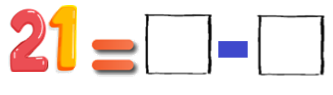 21 = □ - □